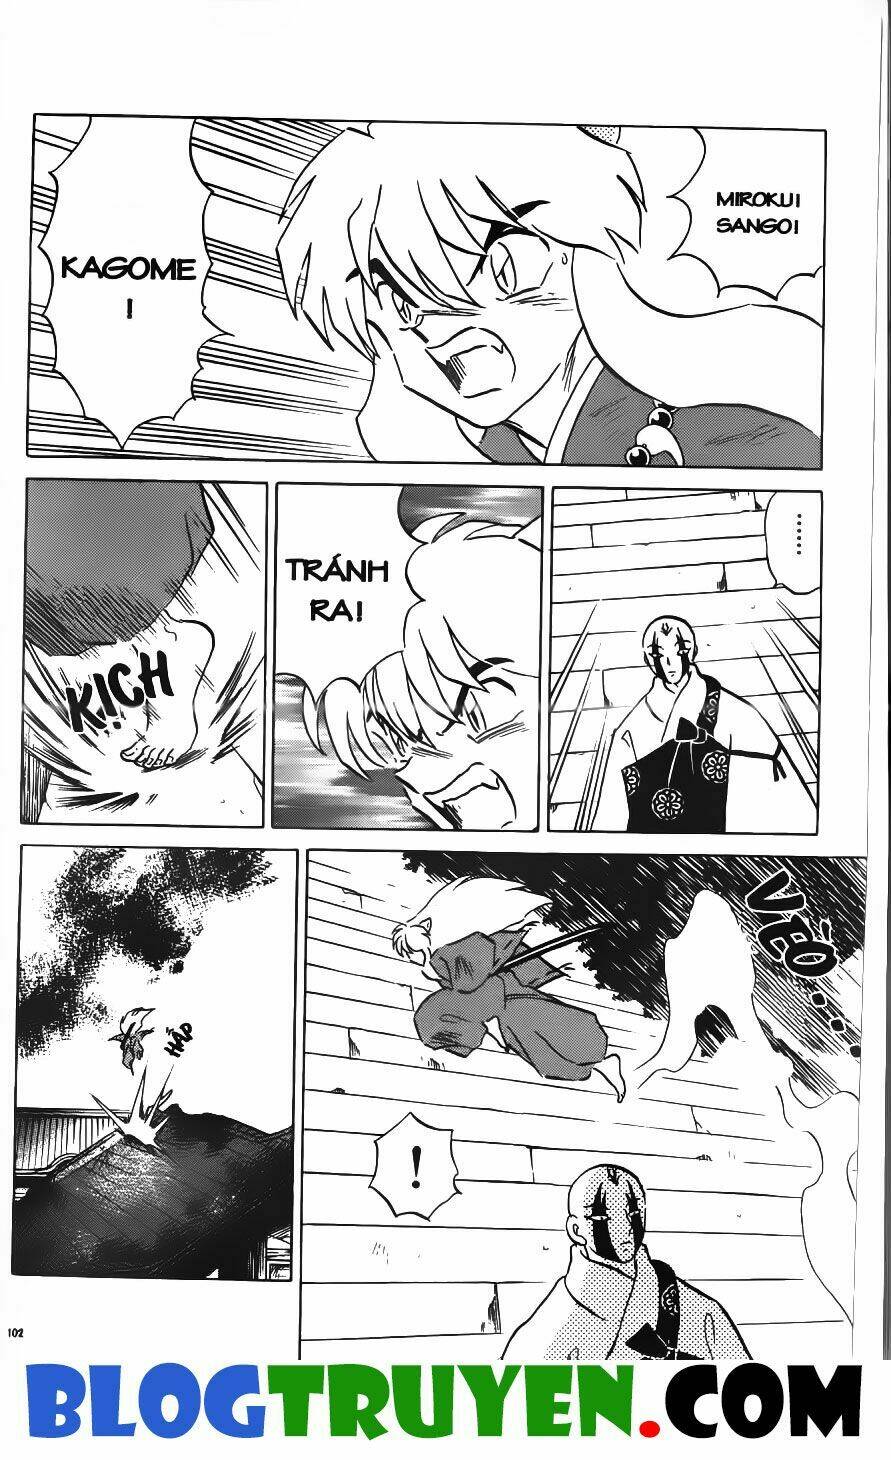 MIROKU!
SANGO!
KAGOME
!
........
TRÁNH
RA!
KỊCH
VÈO...
!
HẤP
102
BLOGTRUYEN.COM